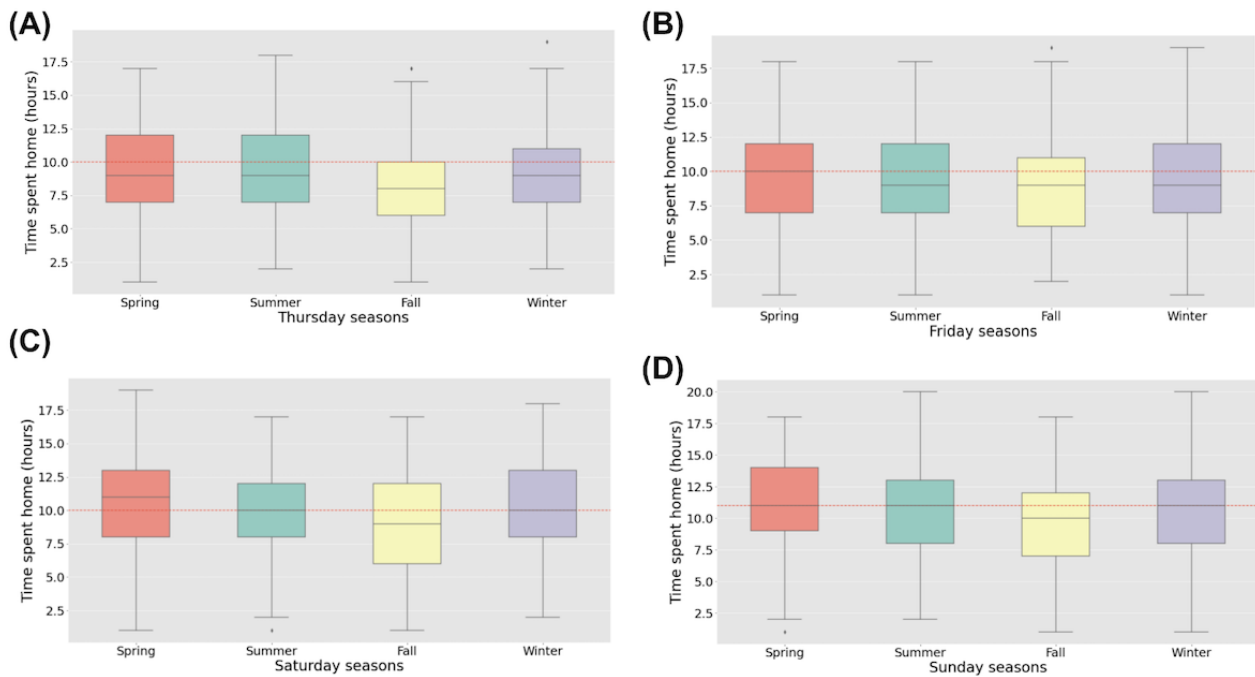 (A)
Time spent home (hours)
17.5
15.0
12.5
10.0
7.5
5.0
2.5
Spring Summer Fall Winter
Thursday seasons
(B)
Time spent home (hours)
17.5
15.0
12.5
10.0
7.5
5.0
2.5
Spring Summer Fall Winter
Friday seasons
(C)
Time spent home (hours)
17.5
15.0
12.5
10.0
7.5
5.0
2.5
Spring Summer Fall Winter
Saturday seasons
(D)
Time spent home (hours)
20.0
17.5
15.0
12.5
10.0
7.5
5.0
2.5
Spring Summer Fall Winter
Sunday seasons